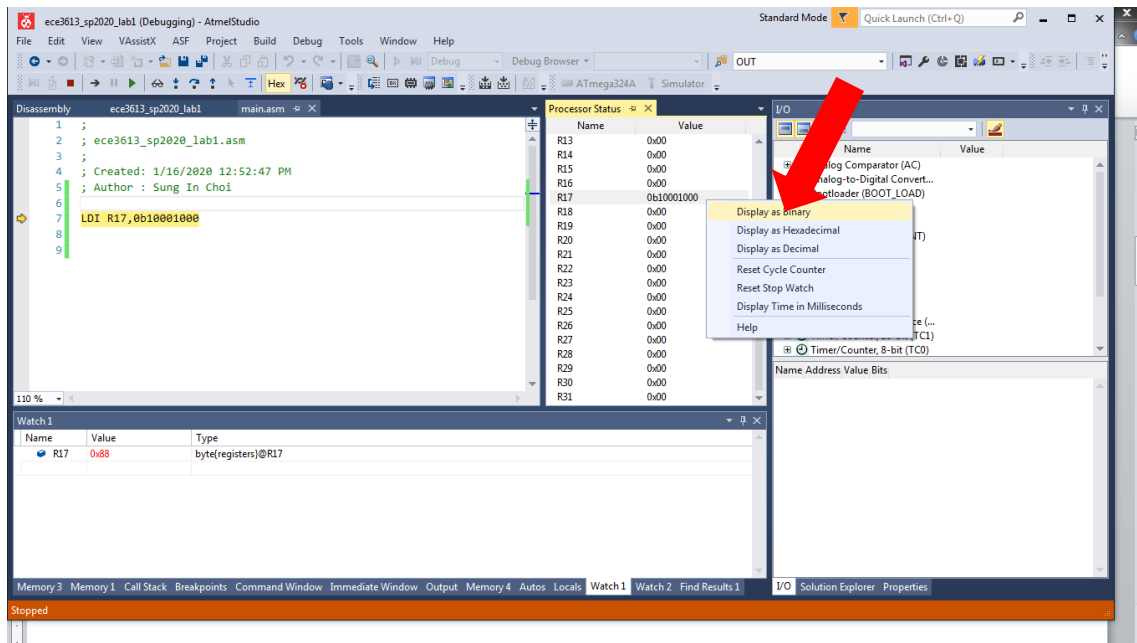 ece3613_sp2020_lab1 (Debugging) - AtmelStudio
Standard Mode
Quick Launch (Ctrl+Q)
File Edit View VAssistX ASF Project Build Debug Tools Window Help
Debug
Debug Browser
OUT
Hex
ATmega324A
Simulator
Disassembly ece3613_sp2020_lab1 main.asm
1 ;
2 ; ece3613_sp2020_lab1.asm
3 ;
4 ; Created: 1/16/2020 12:52:47 PM
5 ; Author : Sung In Choi
6
7 LDI R17,0b10001000
8
9
110 %
Processor Status
Name Value
R13 0x00
R14 0x00
R15 0x00
R16 0x00
R17 0b10001000
R18 0x00
R19 0x00
R20 0x00
R21 0x00
R22 0x00
R23 0x00
R24 0x00
R25 0x00
R26 0x00
R27 0x00
R28 0x00
R29 0x00
R30 0x00
R31 0x00
Display as Binary
Display as Hexadecimal
Display as Decimal
Reset Cycle Counter
Reset Stop Watch
Display Time in Milliseconds
Help
I/O
Name Value
Comparator (AC)
(BOOT_LOAD)
Timer/Counter, 8-bit (TC0)
Name Address Value Bits
Watch 1
Name Value Type
R17 0x88 byte{registers}@R17
Memory 3 Memory 1 Call Stack Breakpoints Command Window Immediate Window Output Memory 4 Autos Locals Watch 1 Watch 2 Find Results 1
I/O Solution Explorer Properties
Stopped